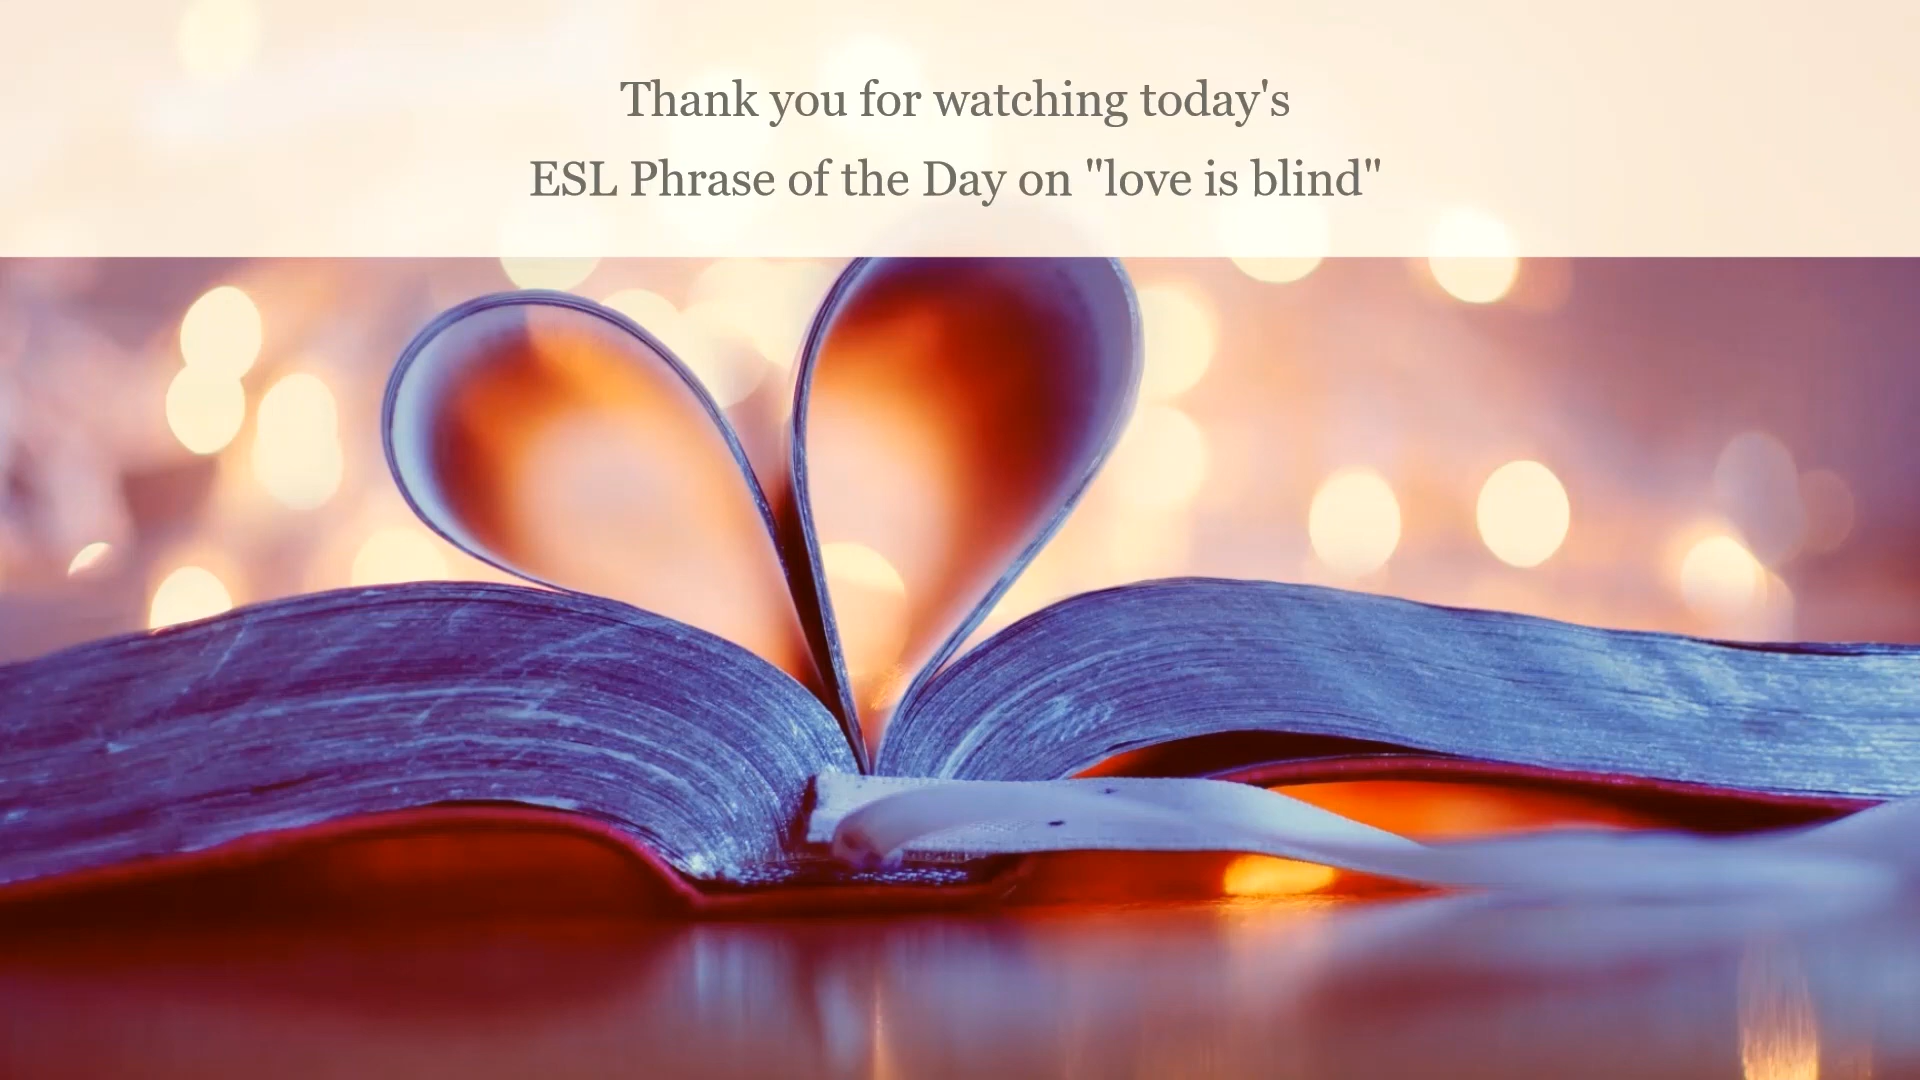 Thank you for watching today's
ESL Phrase of the Day on "love is blind"